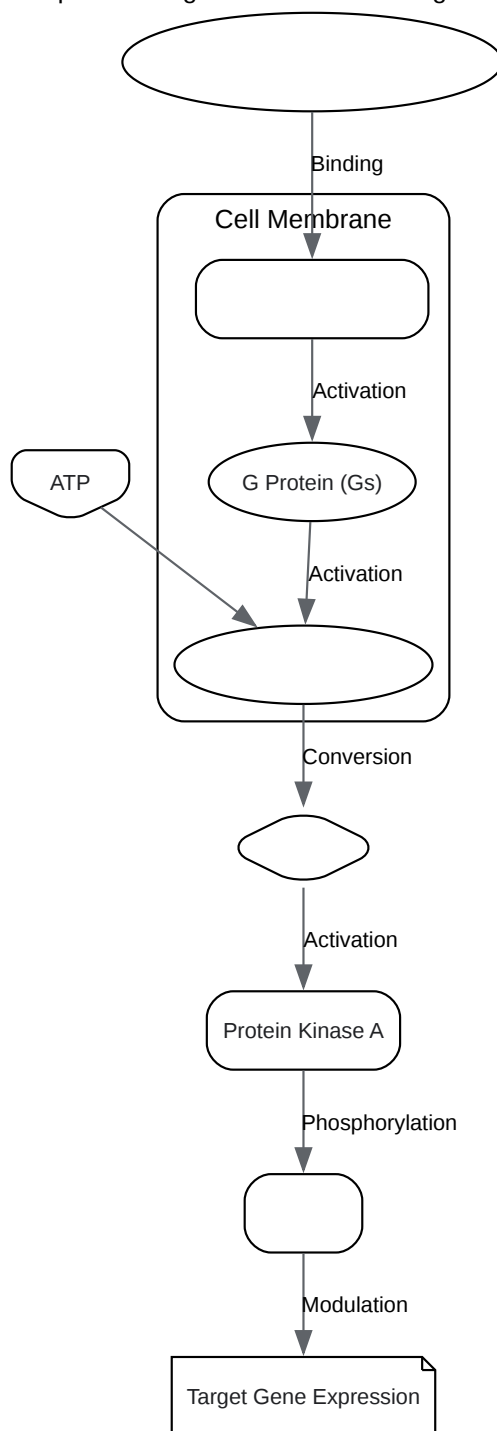 Binding
Cell Membrane
Activation
ATP
G Protein (Gs)
Activation
Conversion
Activation
Protein Kinase A
Phosphorylation
Modulation
Target Gene Expression